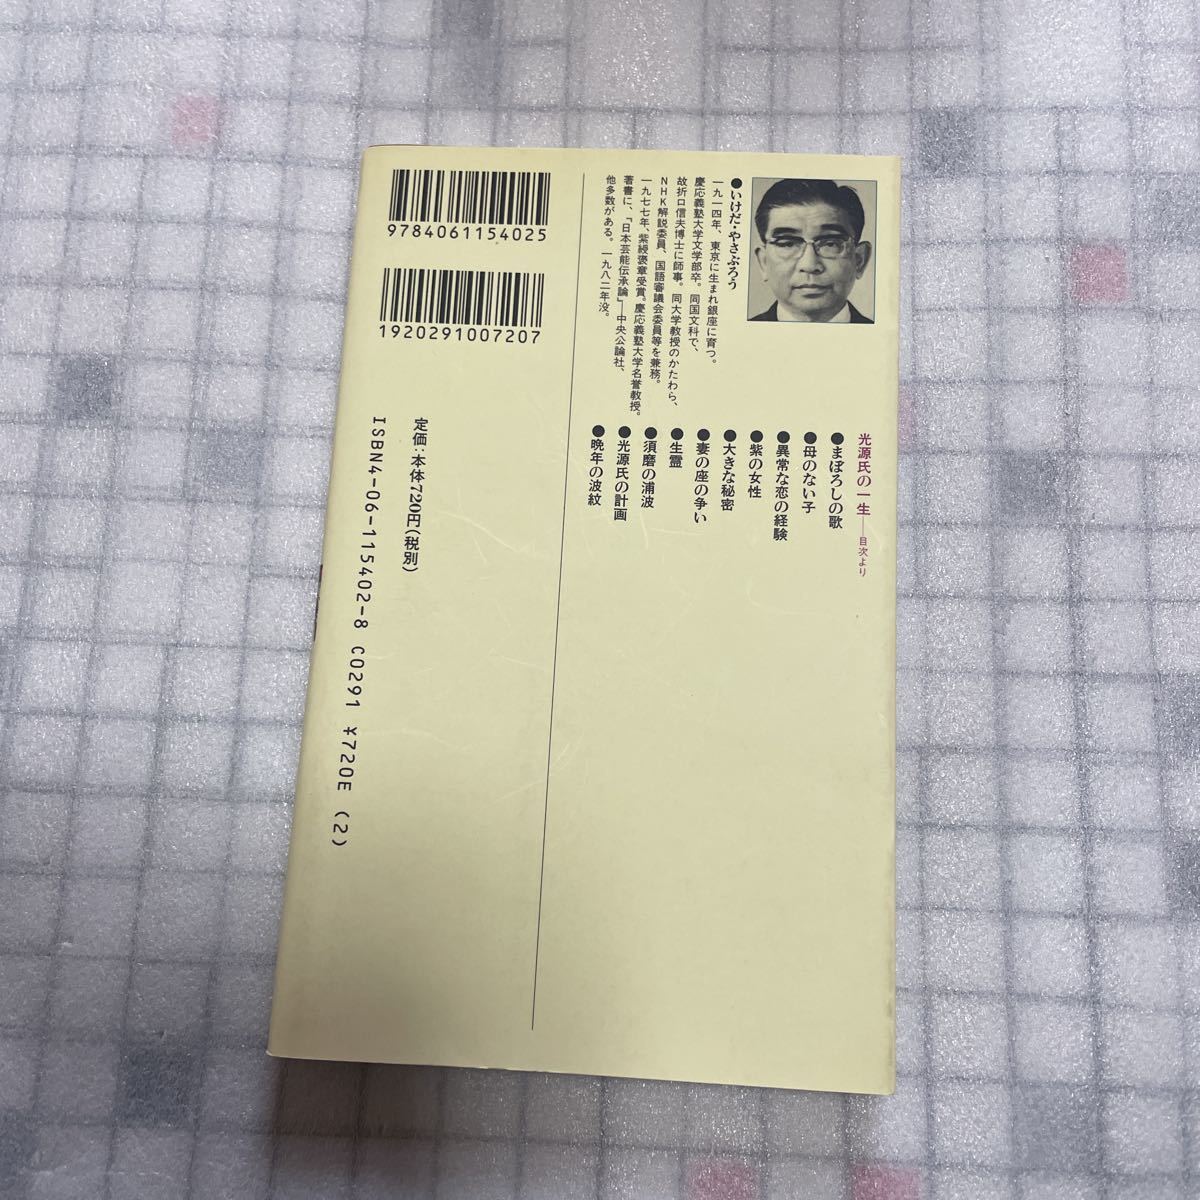 ●いけだ・やさぶろう
一九一四年、東京に生まれ銀座に育つ。
慶応義塾大学文学部卒。同国文科で、
故折口信夫博士に師事。同大学教授のかたわら、
NHK解説委員、国語審議会委員等を兼務。
一九七七年、紫綬褒章受賞。慶応義塾大学名誉教授。
著書に、「日本芸能伝承論」―中央公論社、
他多数がある。一九八二年没。
光源氏の一生――目次より
●まぼろしの歌
●母のない子
●異常な恋の経験
●紫の女性
●大きな秘密
●妻の座の争い
●生霊
●須磨の浦波
●光源氏の計画
●晩年の波紋
9784061154025
1920291007207
定価:本体720円(税別)
ISBN4-06-115402-8 C0291 ¥720E (2)